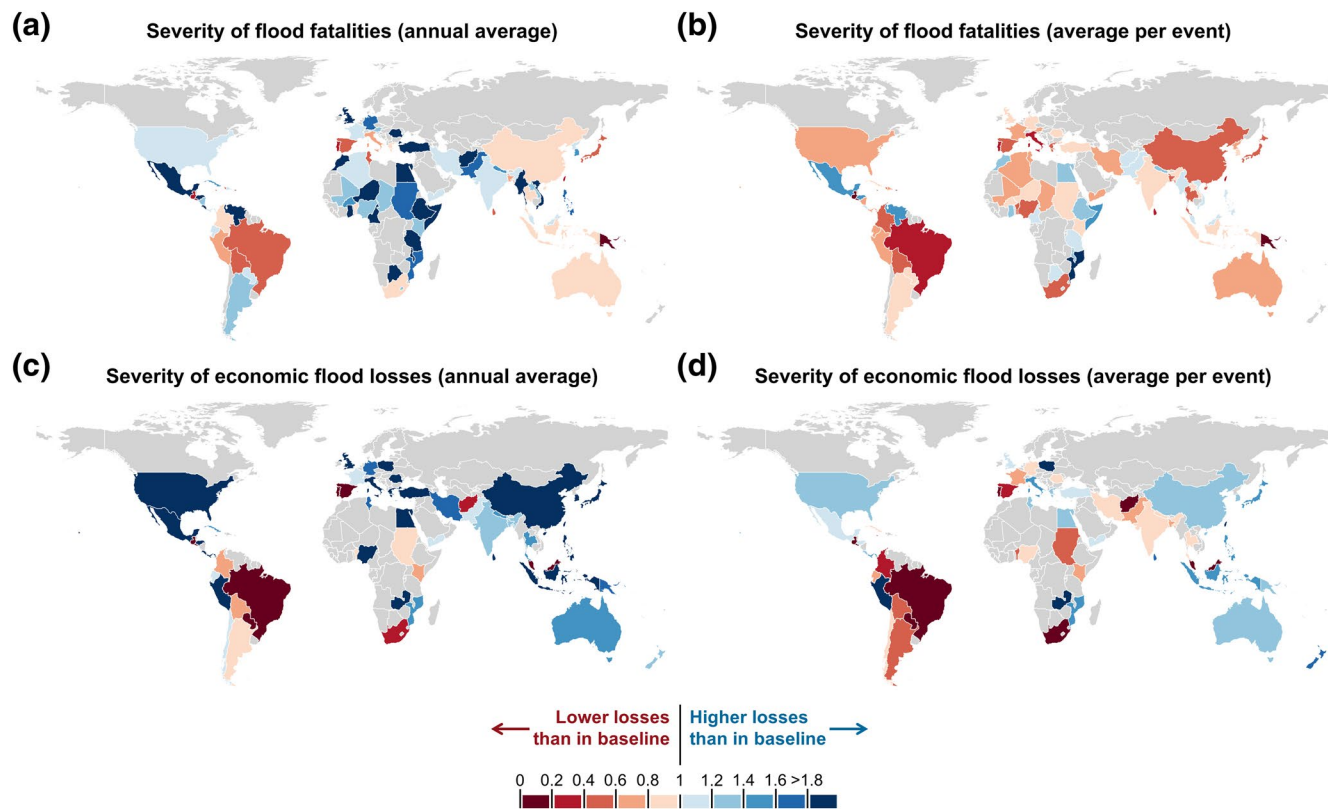 (a)
Severity of flood fatalities (annual average)
(b)
Severity of flood fatalities (average per event)
(c)
Severity of economic flood losses (annual average)
(d)
Severity of economic flood losses (average per event)
Lower losses
than in baseline
Higher losses
than in baseline
0 0.2 0.4 0.6 0.8 1 1.2 1.4 1.6 >1.8